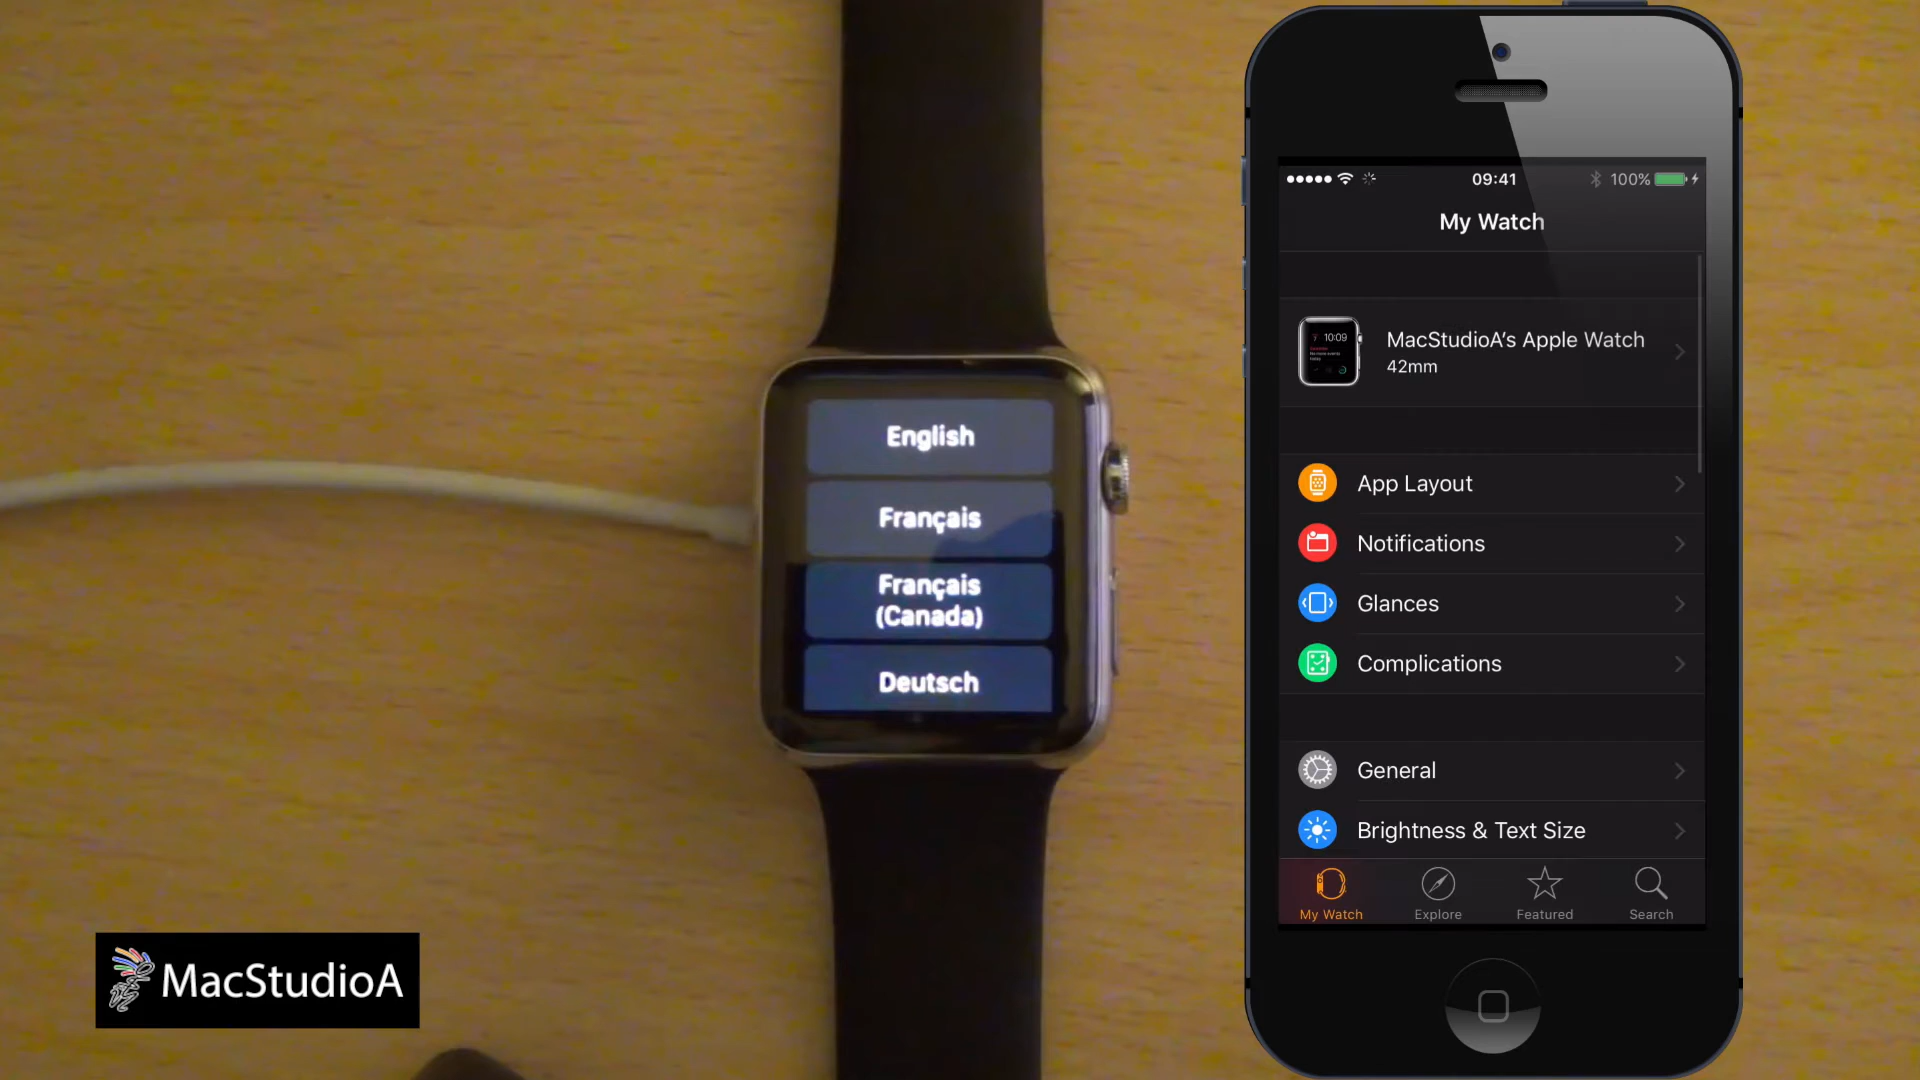 English
Français
Français
(Canada)
Deutsch
MacStudioA
09:41
100%
My Watch
10:09
MacStudioA's Apple Watch
42mm
App Layout
Notifications
Glances
Complications
General
Brightness & Text Size
My Watch
Explore
Featured
Search